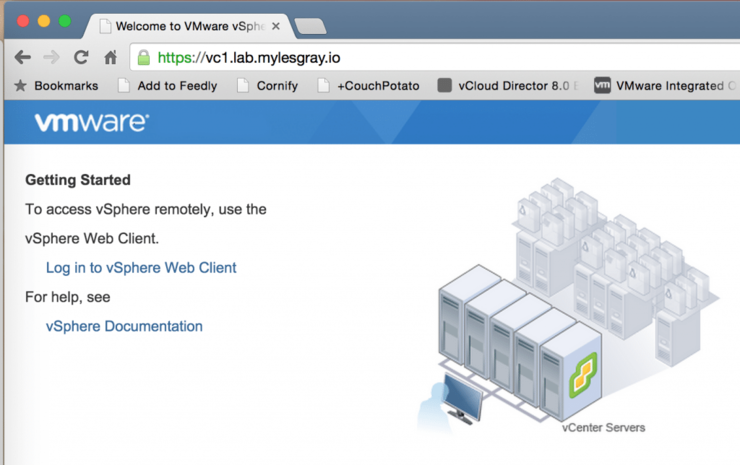 Welcome to VMware vSphe
https://vc1.lab.mylesgray.io
Bookmarks Add to Feedly Cornify +CouchPotato vCloud Director 8.0 VMware Integrated
vm
vmware
Getting Started
To access vSphere remotely, use the
vSphere Web Client.
Log in to vSphere Web Client
For help, see
vSphere Documentation
vCenter Servers